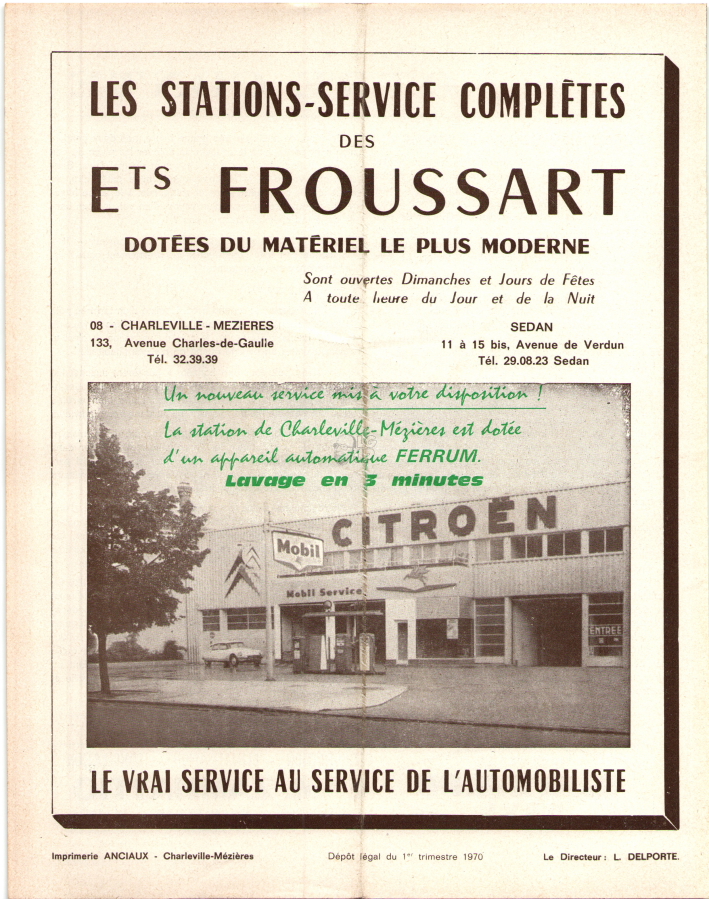 LES STATIONS-SERVICE COMPLÈTES
DES
ETS FROUSSART
DOTÉES DU MATÉRIEL LE PLUS MODERNE
Sont ouvertes Dimanches et Jours de Fêtes
A toute heure du Jour et de la Nuit
08 - CHARLEVILLE - MEZIERES
133, Avenue Charles-de-Gaulle
Tél. 32.39.39
SEDAN
11 à 15 bis, Avenue de Verdun
Tél. 29.08.23 Sedan
Un nouveau service mis à votre disposition !
La station de Charleville-Mézières est dotée
d'un appareil automatique FERRUM.
Lavage en 3 minutes
CITROËN
Mobil
Mobil Service
ENTREE
LE VRAI SERVICE AU SERVICE DE L'AUTOMOBILISTE
Imprimerie ANCIAUX - Charleville-Mézières
Dépôt légal du 1er trimestre 1970
Le Directeur : L. DELPORTE.